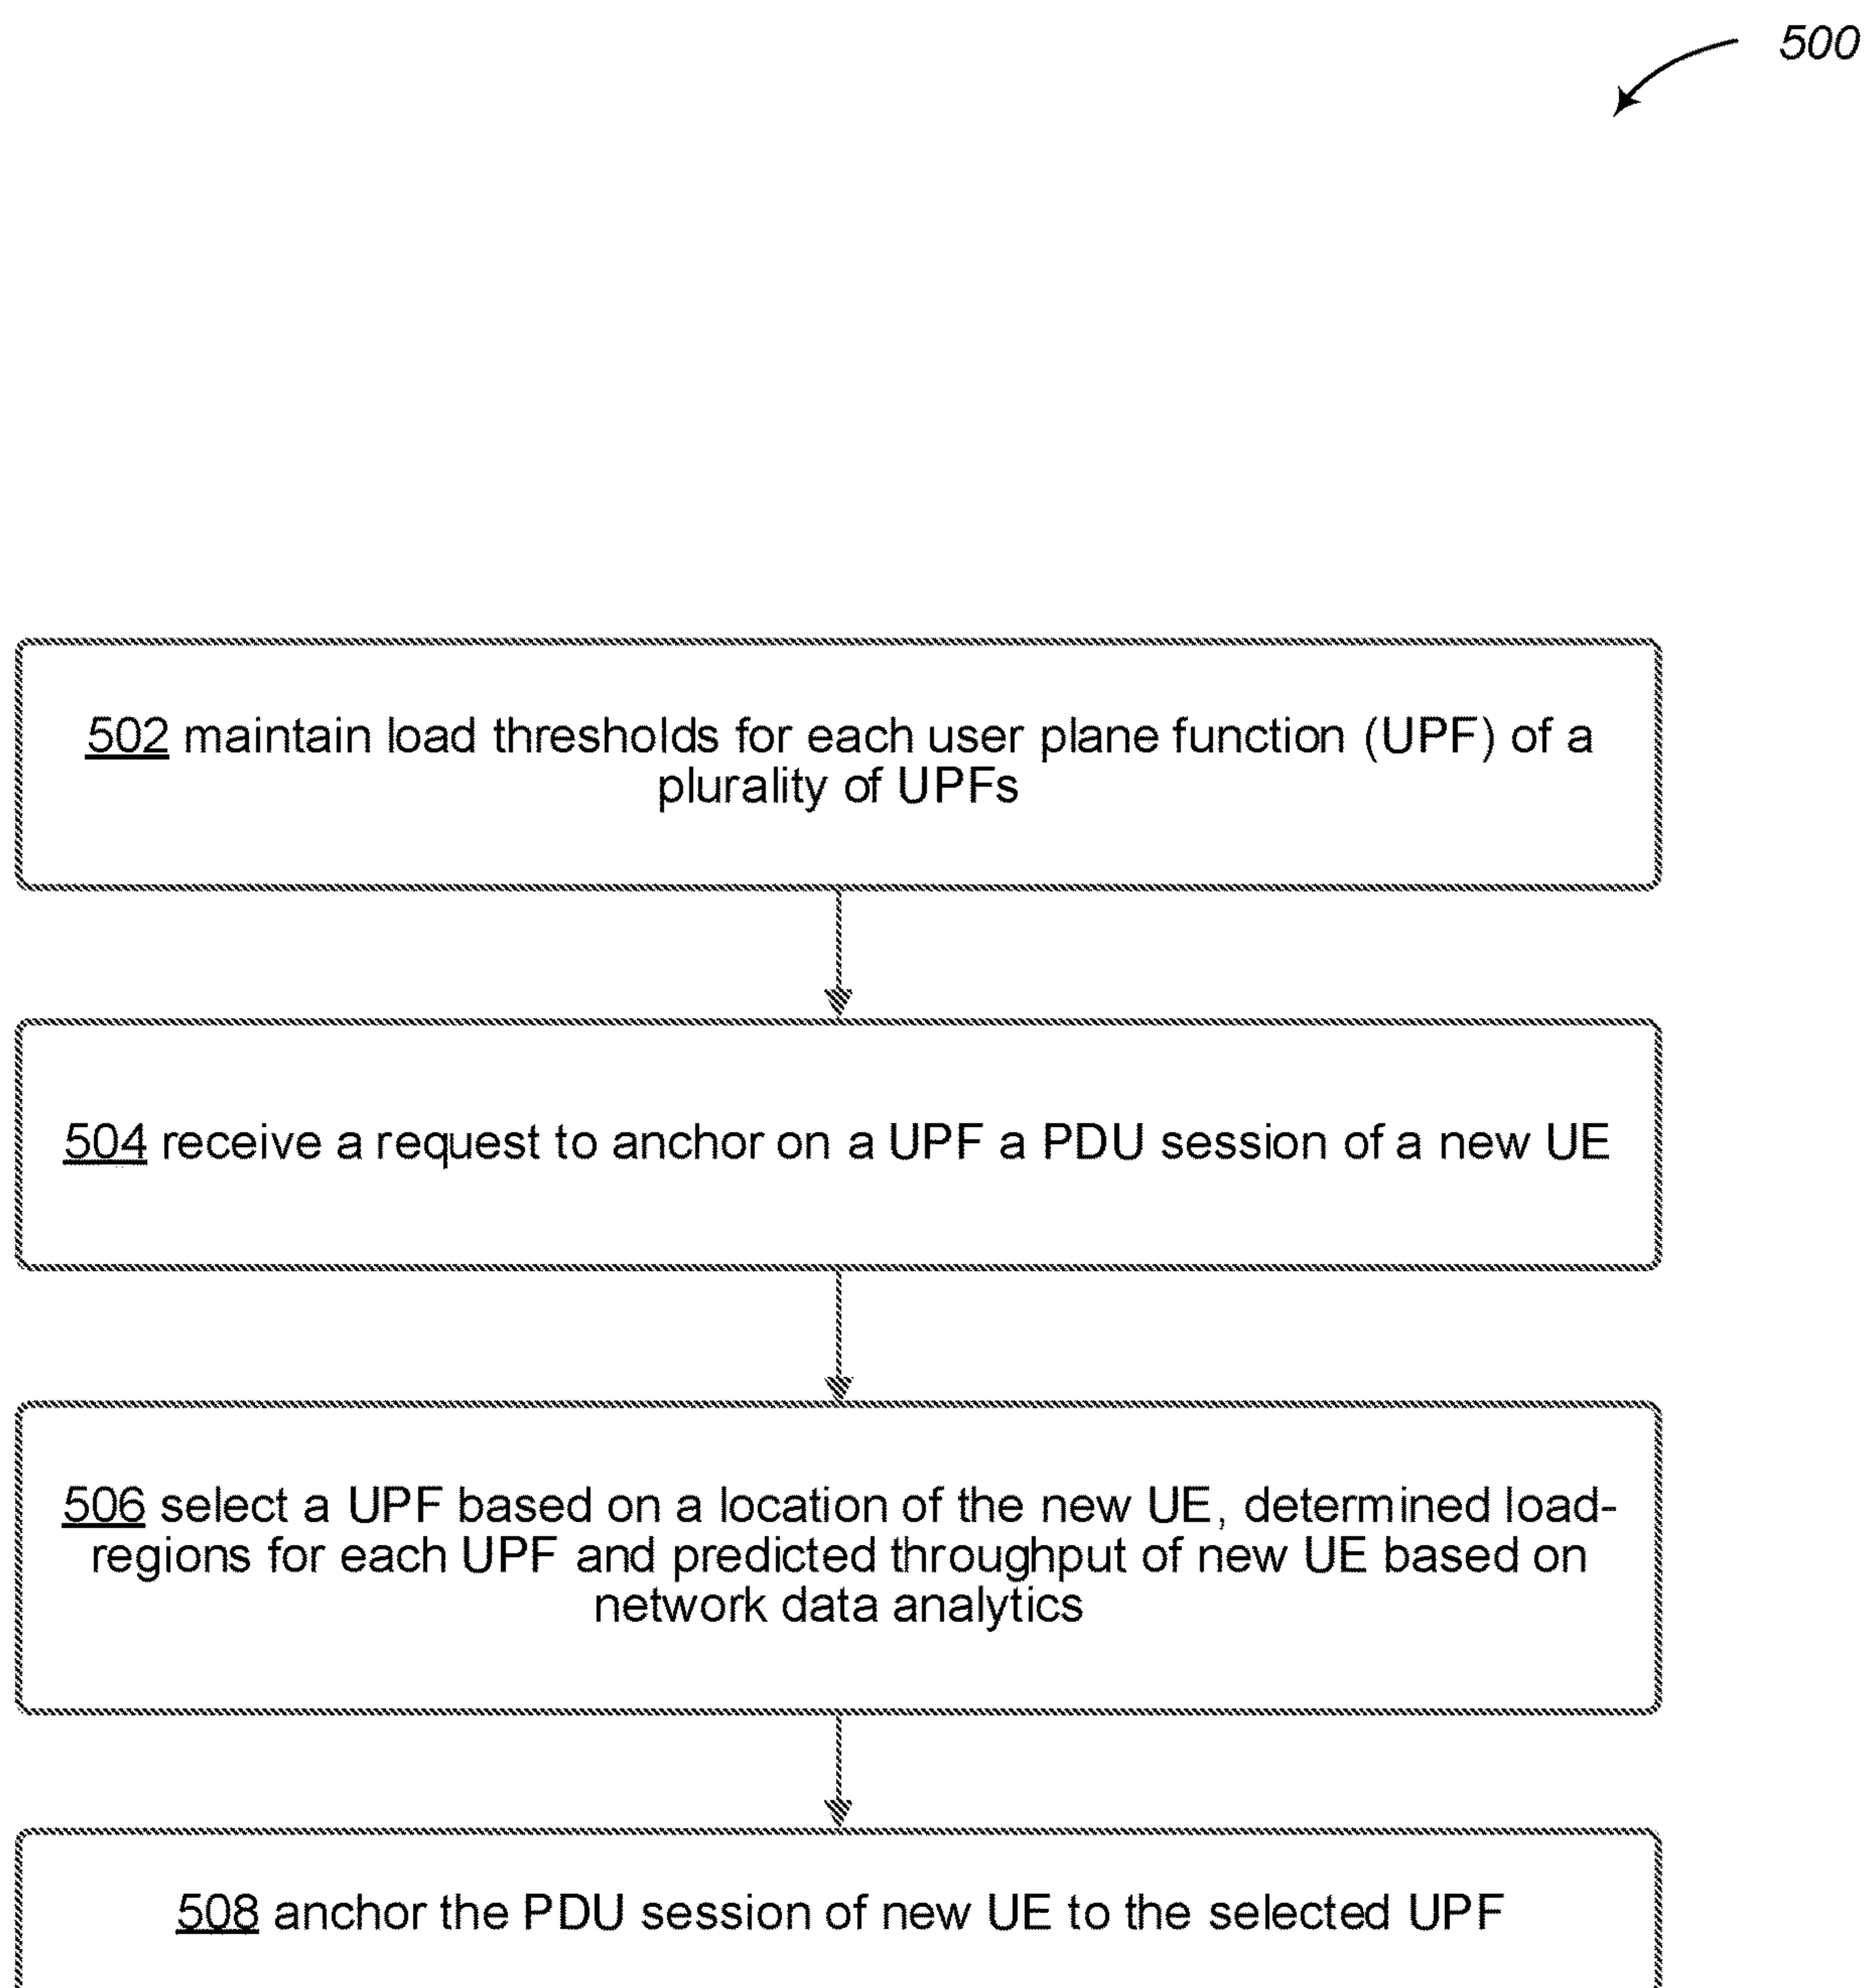 500
502 maintain load thresholds for each user plane function (UPF) of a
plurality of UPFs
504 receive a request to anchor on a UPF a PDU session of a new UE
506 select a UPF based on a location of the new UE, determined load-
regions for each UPF and predicted throughput of new UE based on
network data analytics
508 anchor the PDU session of new UE to the selected UPF